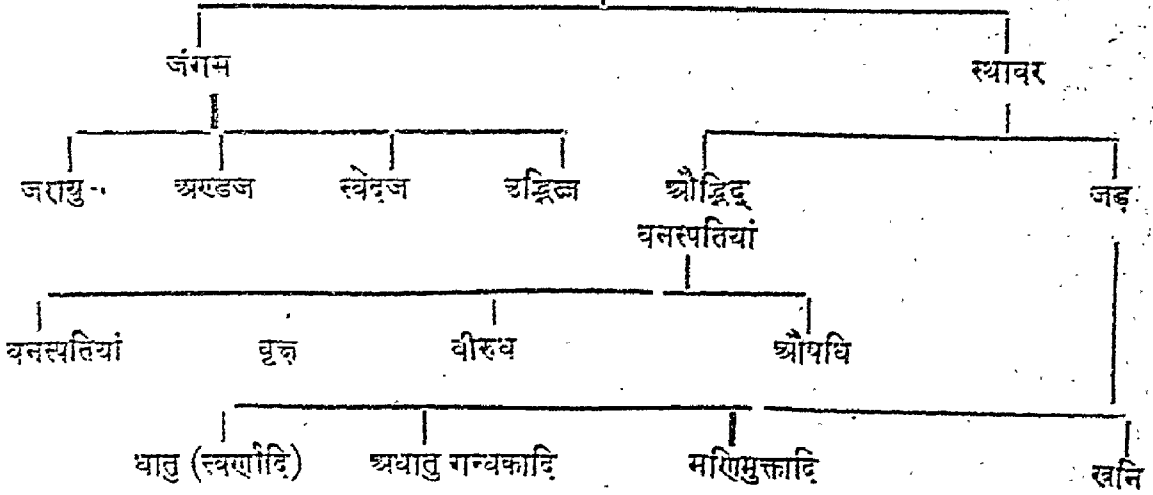 जंगम स्थावर
जरायु अण्डज स्वेदज उद्भिज्ज औद्भिद् जड़
वनस्पतियां
वनस्पतियां वृक्ष वीरुध औषधि
धातु (स्वर्णादि) अधातु गन्धकादि मणिमुक्तादि खनि